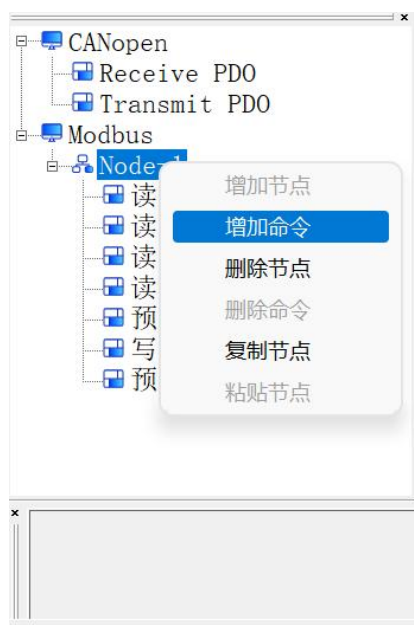 CANopen
Receive PDO
Transmit PDO
Modbus
Node-1
读
读
读
读
预
写
预
增加节点
增加命令
删除节点
删除命令
复制节点
粘贴节点